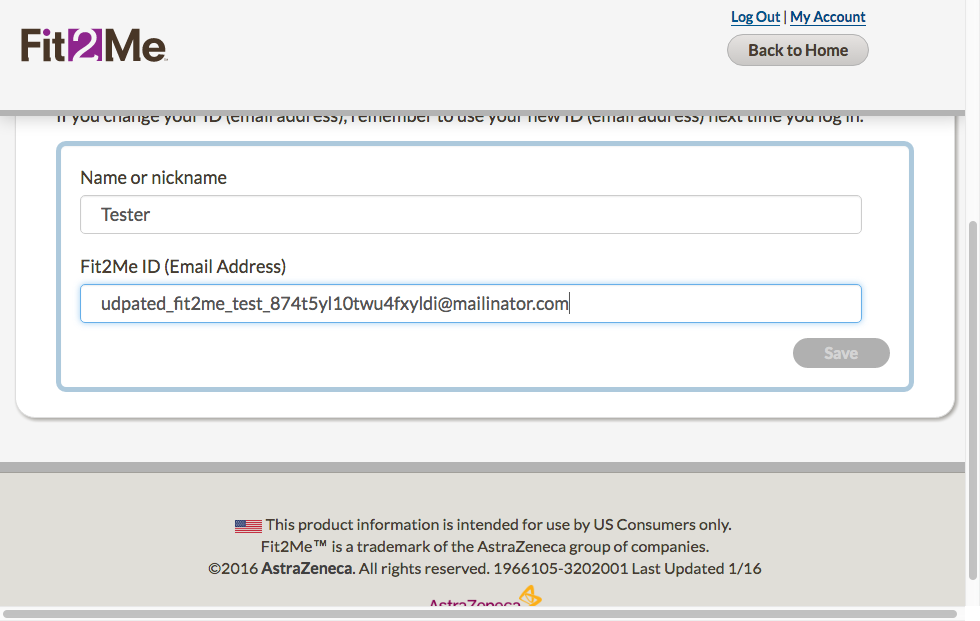 Log Out | My Account
Fit2Me™
Back to Home
If you change your ID (email address), remember to use your new ID (email address) next time you log in.
Name or nickname
Tester
Fit2Me ID (Email Address)
udpated_fit2me_test_874t5yl10twu4fxyldi@mailinator.com
Save
This product information is intended for use by US Consumers only.
Fit2Me™ is a trademark of the AstraZeneca group of companies.
©2016 AstraZeneca. All rights reserved. 1966105-3202001 Last Updated 1/16
AstraZeneca